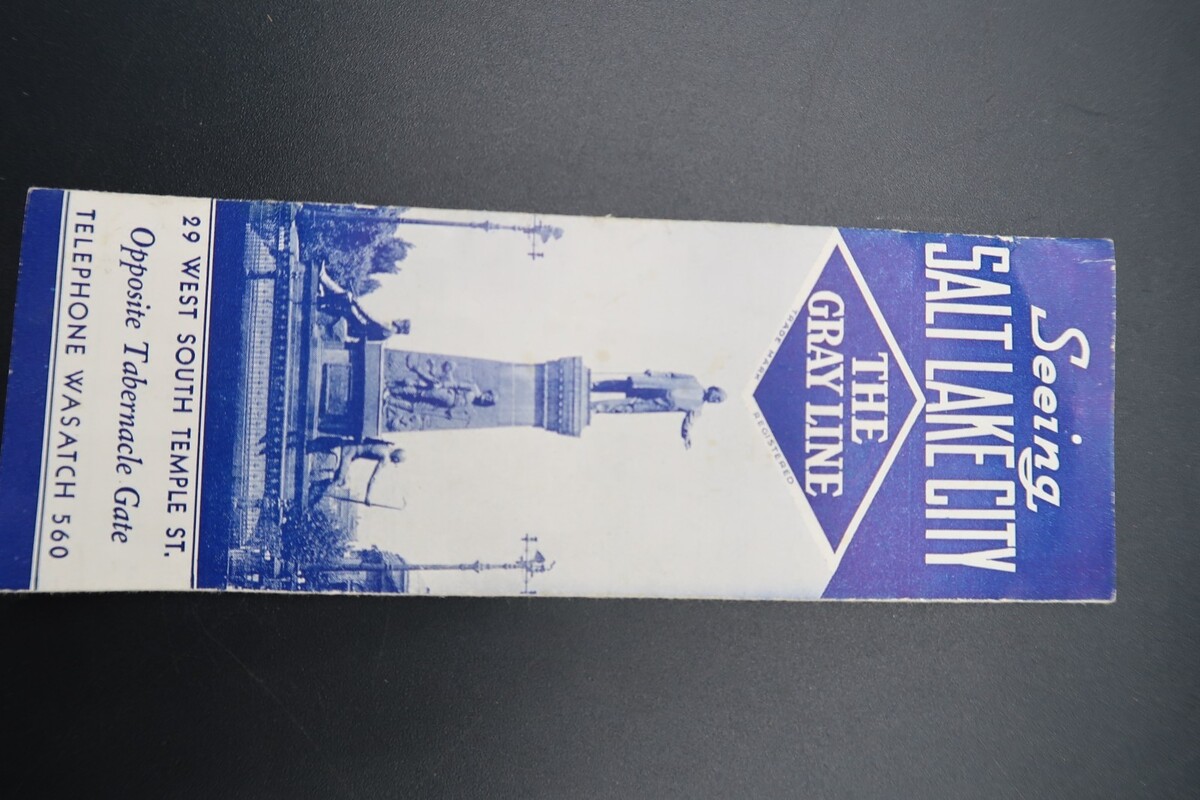 Seeing
SALT LAKE CITY
THE
GRAY LINE
TRADE MARK REGISTERED
29 WEST SOUTH TEMPLE ST.
Opposite Tabernacle Gate
TELEPHONE WASATCH 560